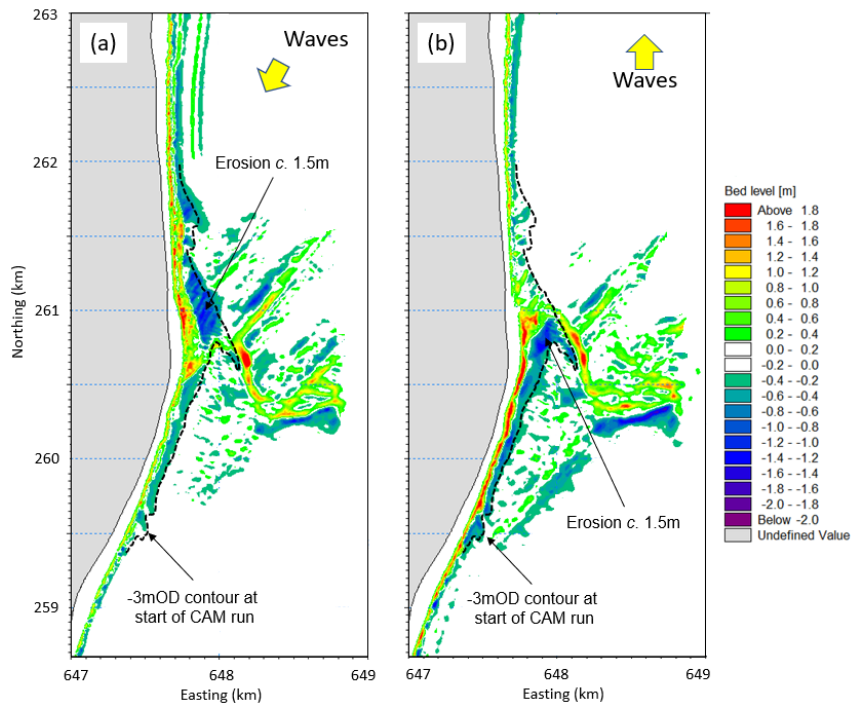 263
(a)
Waves
(b)
Waves
262
Erosion c. 1.5m
Northing (km)
261
260
259
-3mOD contour at
start of CAM run
Erosion c. 1.5m
-3mOD contour at
start of CAM run
647
648
649
Easting (km)
647
648
649
Easting (km)
Bed level [m]
Above 1.8
1.6 - 1.8
1.4 - 1.6
1.2 - 1.4
1.0 - 1.2
0.8 - 1.0
0.6 - 0.8
0.4 - 0.6
0.2 - 0.4
0.0 - 0.2
-0.2 - 0.0
-0.4 - -0.2
-0.6 - -0.4
-0.8 - -0.6
-1.0 - -0.8
-1.2 - -1.0
-1.4 - -1.2
-1.6 - -1.4
-1.8 - -1.6
-2.0 - -1.8
Below -2.0
Undefined Value